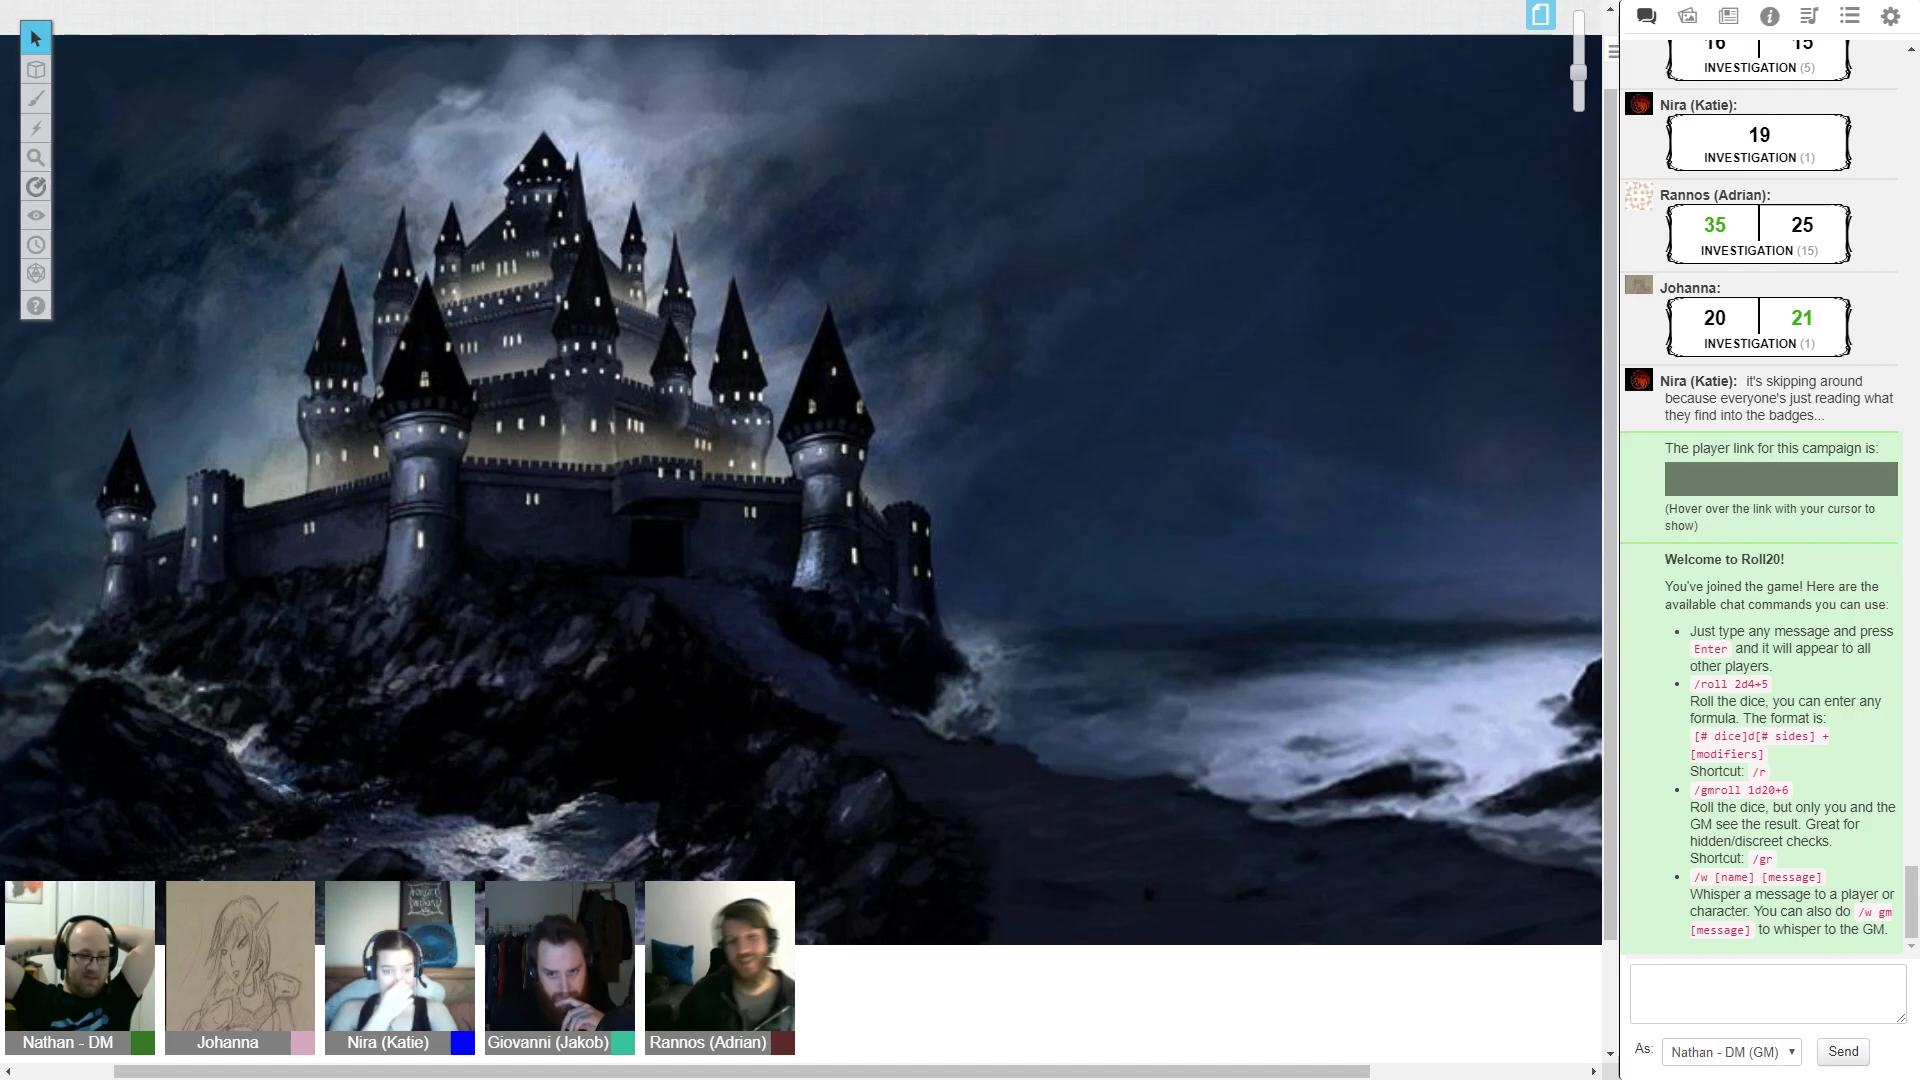 16 15
INVESTIGATION (5)
Nira (Katie):
19
INVESTIGATION (1)
Rannos (Adrian):
35 25
INVESTIGATION (15)
Johanna:
20 21
INVESTIGATION (1)
Nira (Katie): it's skipping around
because everyone's just reading what
they find into the badges...
The player link for this campaign is:
(Hover over the link with your cursor to
show)
Welcome to Roll20!
You've joined the game! Here are the
available chat commands you can use:
• Just type any message and press
Enter and it will appear to all
other players.
• /roll 2d4+5
Roll the dice, you can enter any
formula. The format is:
[# dice]d[# sides] +
[modifiers]
Shortcut: /r
• /gmroll 1d20+6
Roll the dice, but only you and the
GM see the result. Great for
hidden/discreet checks.
Shortcut: /gr
• /w [name] [message]
Whisper a message to a player or
character. You can also do /w gm
[message] to whisper to the GM.
As: Nathan - DM (GM) Send
Nathan - DM
Johanna
Nira (Katie)
Giovanni (Jakob)
Rannos (Adrian)